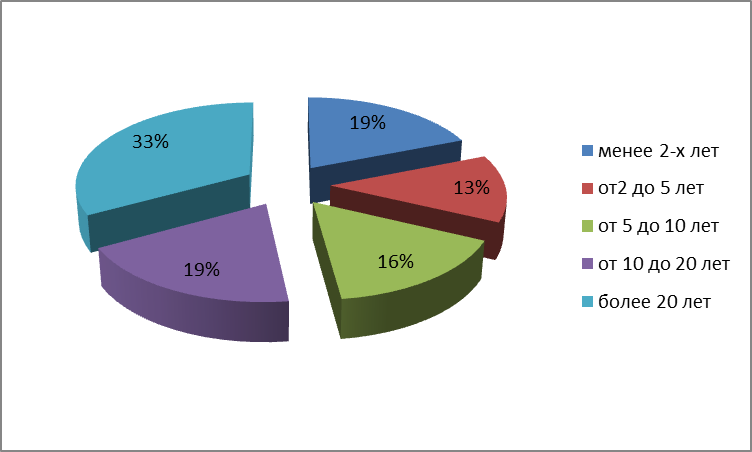 19%
33%
13%
16%
19%
менее 2-х лет
от2 до 5 лет
от 5 до 10 лет
от 10 до 20 лет
более 20 лет